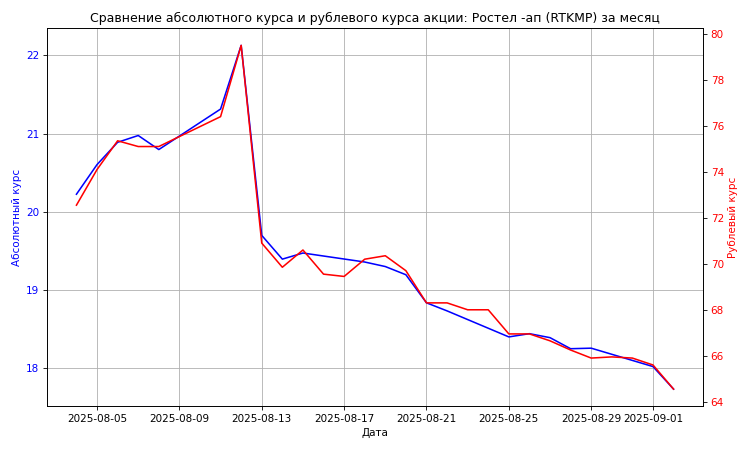 Сравнение абсолютного курса и рублевого курса акции: Ростел -ап (RTKMP) за месяц
Абсолютный курс
22
21
20
19
18
80
78
76
74
72
70
68
66
64
Рублевый курс
2025-08-05 2025-08-09 2025-08-13 2025-08-17 2025-08-21 2025-08-25 2025-08-29 2025-09-01
Дата